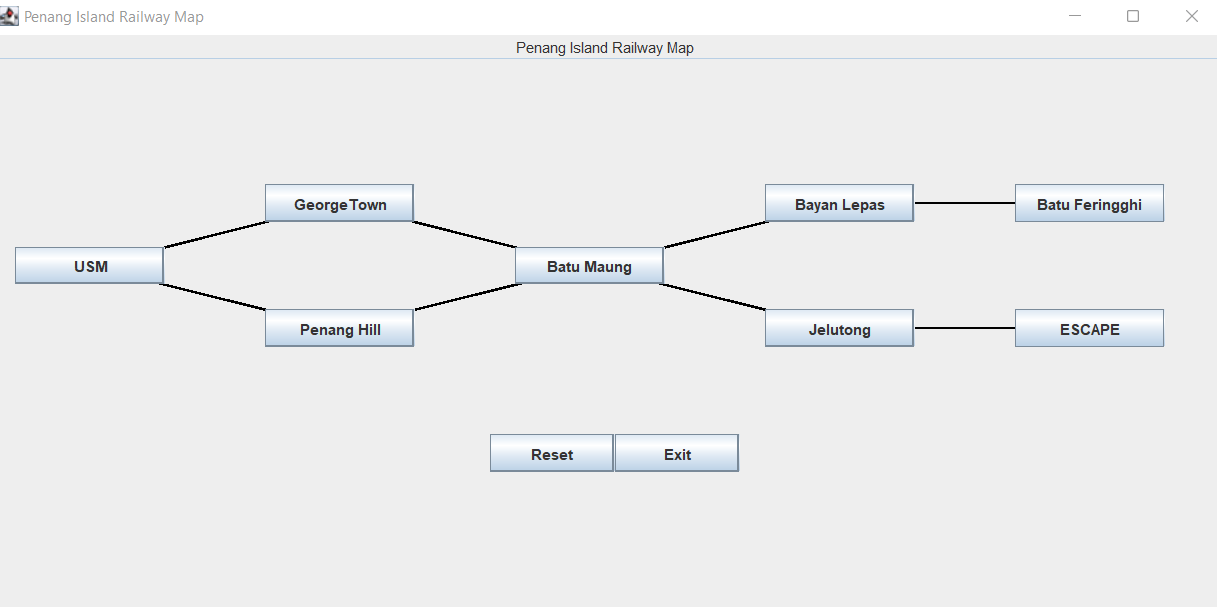 Penang Island Railway Map
Penang Island Railway Map
GeorgeTown
Bayan Lepas
Batu Feringghi
USM
Batu Maung
Penang Hill
Jelutong
ESCAPE
Reset
Exit